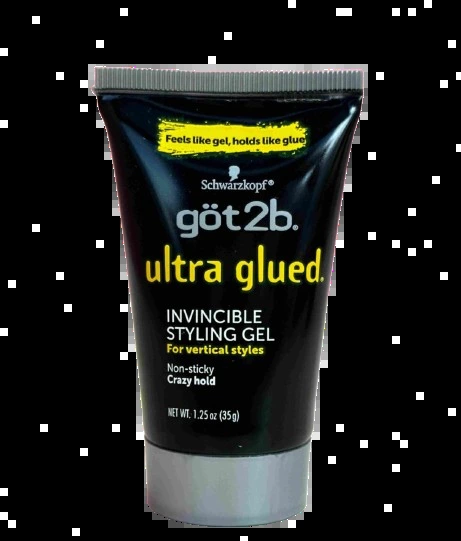 Feels like gel, holds like glue
Schwarzkopf®
göt2b.
ultra glued.
INVINCIBLE
STYLING GEL
For vertical styles
Non-sticky
Crazy hold
NET WT. 1.25 oz (35g)